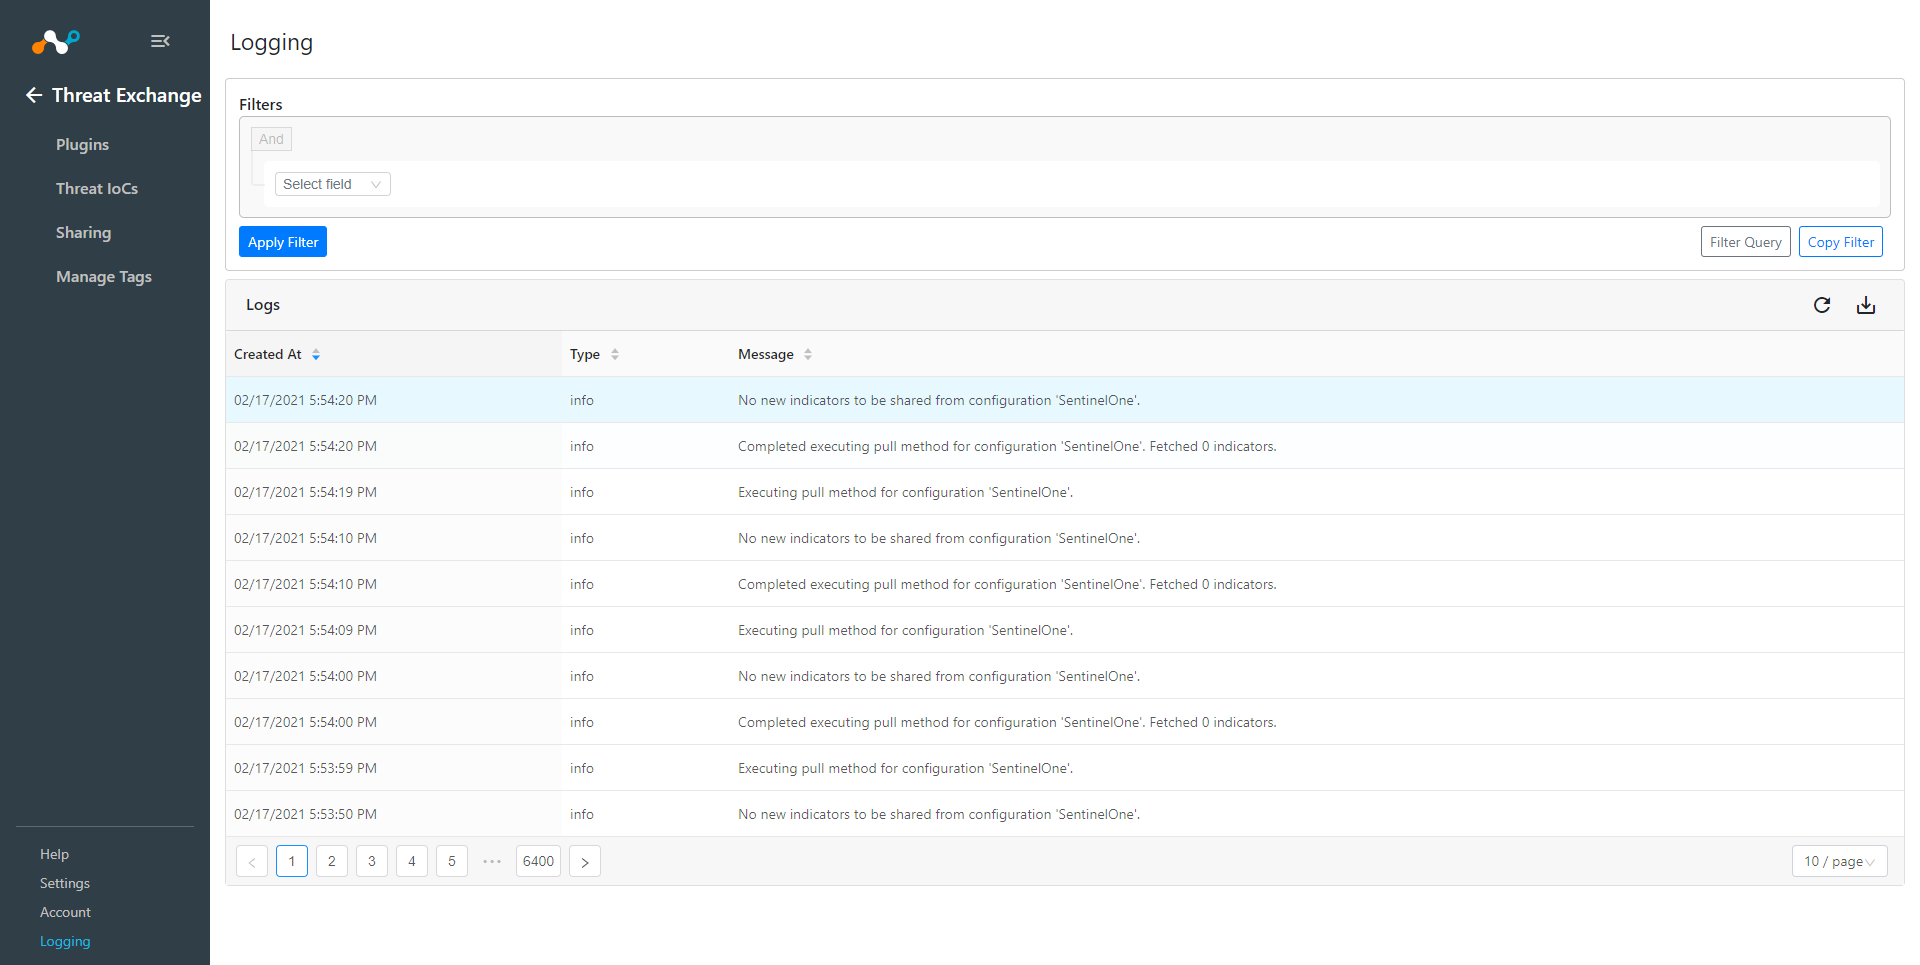 Threat Exchange
Plugins
Threat IoCs
Sharing
Manage Tags
Help
Settings
Account
Logging
Logging
Filters
And
Select field
Apply Filter
Filter Query
Copy Filter
Logs
Created At Type Message
02/17/2021 5:54:20 PM info No new indicators to be shared from configuration 'SentinelOne'.
02/17/2021 5:54:20 PM info Completed executing pull method for configuration 'SentinelOne'. Fetched 0 indicators.
02/17/2021 5:54:19 PM info Executing pull method for configuration 'SentinelOne'.
02/17/2021 5:54:10 PM info No new indicators to be shared from configuration 'SentinelOne'.
02/17/2021 5:54:10 PM info Completed executing pull method for configuration 'SentinelOne'. Fetched 0 indicators.
02/17/2021 5:54:09 PM info Executing pull method for configuration 'SentinelOne'.
02/17/2021 5:54:00 PM info No new indicators to be shared from configuration 'SentinelOne'.
02/17/2021 5:54:00 PM info Completed executing pull method for configuration 'SentinelOne'. Fetched 0 indicators.
02/17/2021 5:53:59 PM info Executing pull method for configuration 'SentinelOne'.
02/17/2021 5:53:50 PM info No new indicators to be shared from configuration 'SentinelOne'.
< 1 2 3 4 5 ••• 6400 > 10 / page